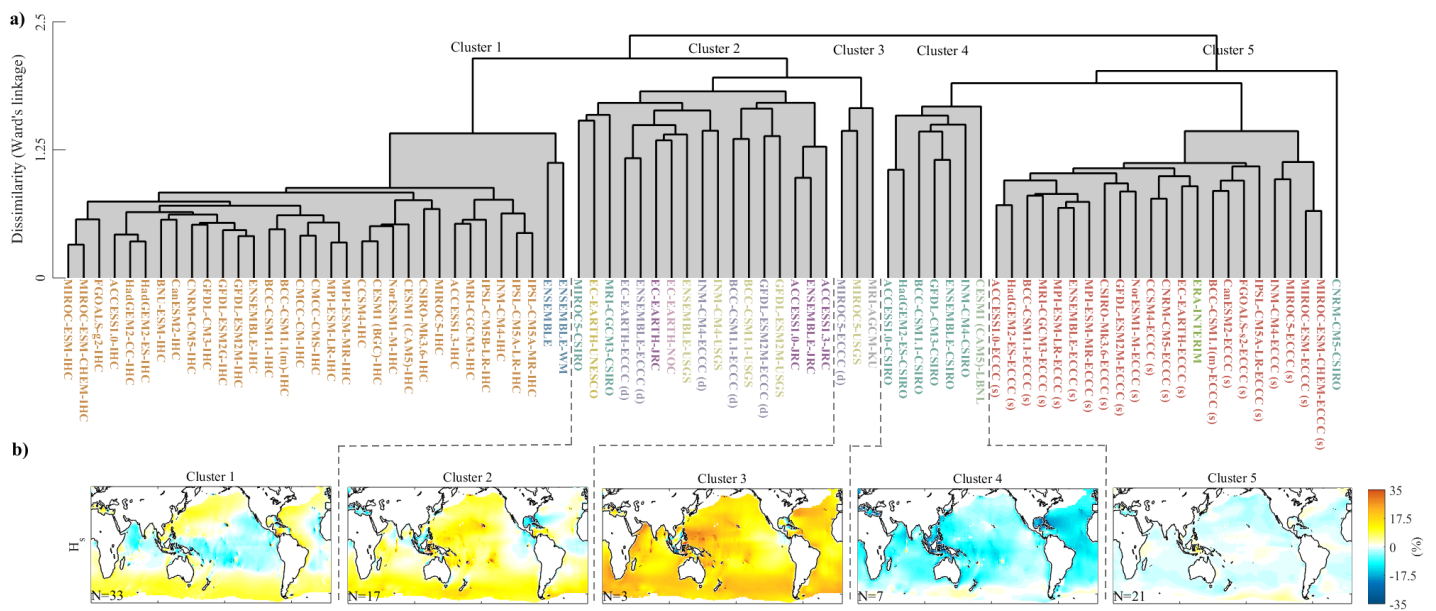 a)
2.5
1.25
0
Dissimilarity (Ward's linkage)
Cluster 1
Cluster 2
Cluster 3
Cluster 4
Cluster 5
MIROC-ESM-IHC
MIROC-ESM-CHEM-IHC
FGOALS-g2-IHC
ACCESS1.0-IHC
HadGEM2-CC-IHC
HadGEM2-ES-IHC
BNL-ESM-IHC
CanESM2-IHC
CNRM-CM5-IHC
GFDL-CM3-IHC
GFDL-ESM2G-IHC
GFDL-ESM2M-IHC
ENSEMBLE-IHC
BCC-CSM1.1-IHC
BCC-CSM1.1(m)-IHC
CMCC-CM-IHC
CMCC-CMS-IHC
MPI-ESM-LR-IHC
MPI-ESM-MR-IHC
CCSM4-IHC
CESM1 (BGC)-IHC
NorESM1-M-IHC
CESM1 (CAM5)-IHC
CSIRO-Mk3.6-IHC
MIROC5-IHC
ACCESS1.3-IHC
MRI-CGCM3-IHC
IPSL-CM5B-LR-IHC
INM-CM4-IHC
IPSL-CM5A-LR-IHC
IPSL-CM5A-MR-IHC
ENSEMBLE
ENSEMBLE-WM
MIROC5-CSIRO
EC-EARTH-UNESCO
MRI-CGCM3-CSIRO
EC-EARTH-ECCC (d)
ENSEMBLE-ECCC (d)
EC-EARTH-JRC
EC-EARTH-NOC
ENSEMBLE-USGS
INM-CM4-ECCC (d)
INM-CM4-USGS
BCC-CSM1.1-ECCC (d)
BCC-CSM1.1-USGS
GFDL-ESM2M-ECCC (d)
GFDL-ESM2M-USGS
ACCESS1.0-JRC
ENSEMBLE-JRC
ACCESS1.3-JRC
MIROC5-ECCC (d)
MIROC5-USGS
MRI-AGCM-KU
ACCESS1.0-CSIRO
HadGEM2-ES-CSIRO
BCC-CSM1.1-CSIRO
GFDL-CM3-CSIRO
ENSEMBLE-CSIRO
INM-CM4-CSIRO
CESM1 (CAM5)-LBNL
ACCESS1.0-ECCC (s)
HadGEM2-ES-ECCC (s)
BCC-CSM1.1-ECCC (s)
MRI-CGCM3-ECCC (s)
MPI-ESM-LR-ECCC (s)
MPI-ESM-MR-ECCC (s)
CSIRO-Mk3.6-ECCC (s)
GFDL-ESM2M-ECCC (s)
NorESM1-M-ECCC (s)
CCSM4-ECCC (s)
CNRM-CM5-ECCC (s)
EC-EARTH-ECCC (s)
ERA-INTERIM
BCC-CSM1.1(m)-ECCC (s)
CanESM2-ECCC (s)
FGOALS-s2-ECCC (s)
IPSL-CM5A-LR-ECCC (s)
INM-CM4-ECCC (s)
MIROC5-ECCC (s)
MIROC-ESM-ECCC (s)
MIROC-ESM-CHEM-ECCC (s)
CNRM-CM5-CSIRO
b)
Cluster 1
Cluster 2
Cluster 3
Cluster 4
Cluster 5
Hs
N=33
N=17
N=3
N=7
N=21
35
17.5
0
-17.5
-35
(%)